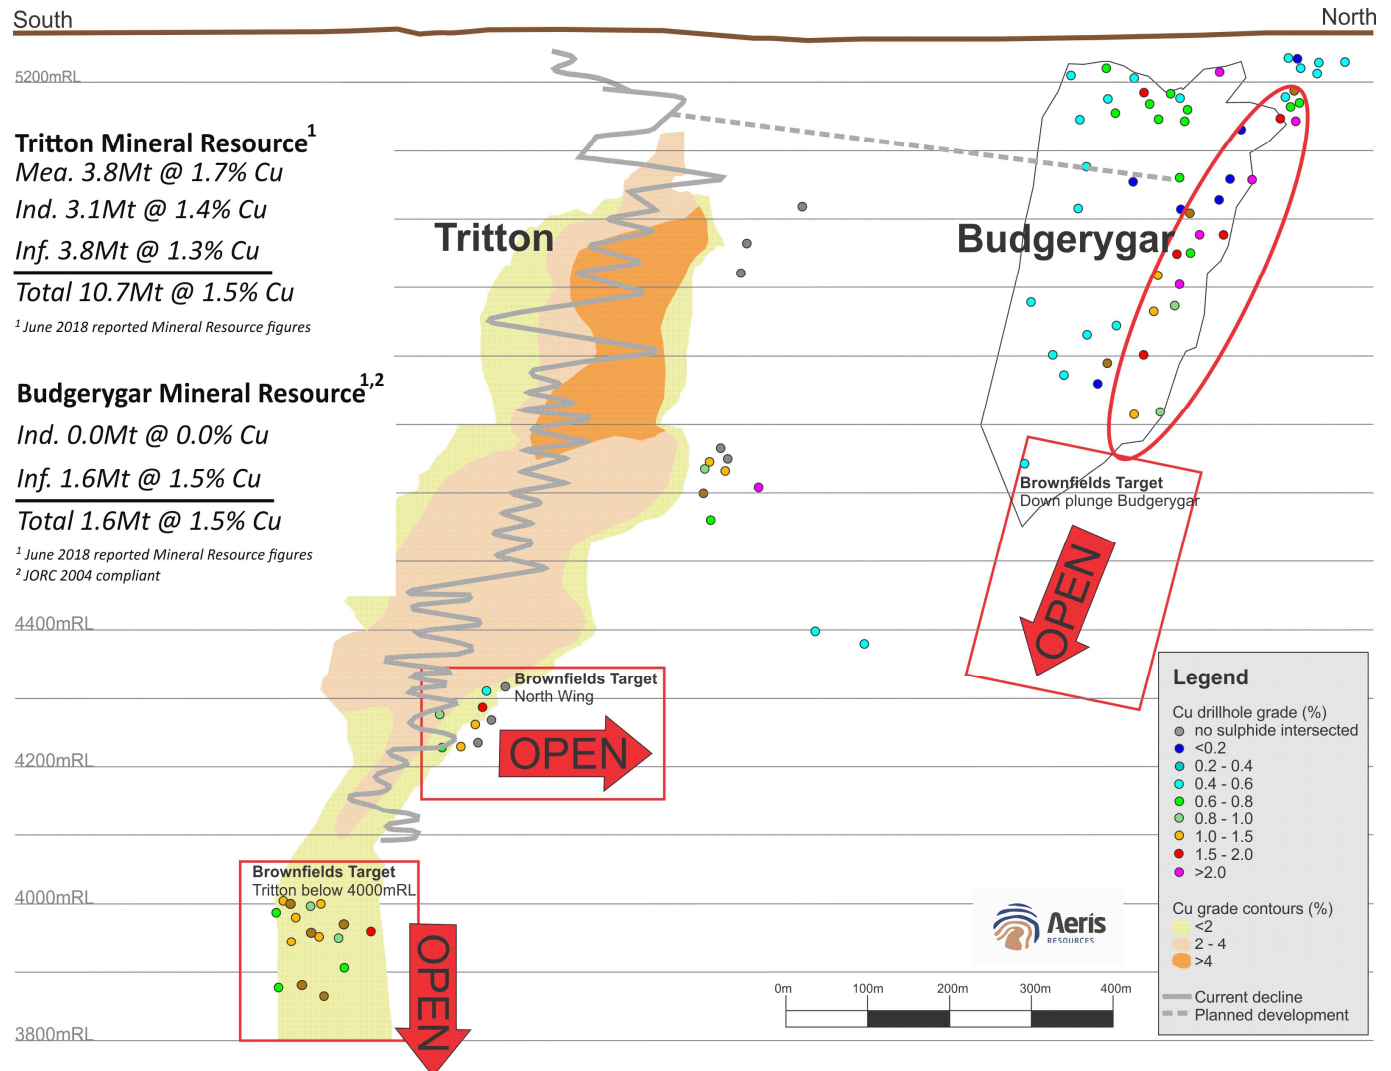 South
North
5200mRL
Tritton Mineral Resource1
Mea. 3.8Mt @ 1.7% Cu
Ind. 3.1Mt @ 1.4% Cu
Inf. 3.8Mt @ 1.3% Cu
Total 10.7Mt @ 1.5% Cu
1 June 2018 reported Mineral Resource figures
Tritton
Budgerygar
Budgerygar Mineral Resource1,2
Ind. 0.0Mt @ 0.0% Cu
Inf. 1.6Mt @ 1.5% Cu
Total 1.6Mt @ 1.5% Cu
1 June 2018 reported Mineral Resource figures
2 JORC 2004 compliant
Brownfields Target
Down plunge Budgerygar
OPEN
4400mRL
Brownfields Target
North Wing
OPEN
4200mRL
Brownfields Target
Tritton below 4000mRL
4000mRL
OPEN
3800mRL
Aeris
RESOURCES
0m
100m
200m
300m
400m
Legend
Cu drillhole grade (%)
no sulphide intersected
<0.2
0.2 - 0.4
0.4 - 0.6
0.6 - 0.8
0.8 - 1.0
1.0 - 1.5
1.5 - 2.0
>2.0
Cu grade contours (%)
<2
2 - 4
>4
Current decline
Planned development